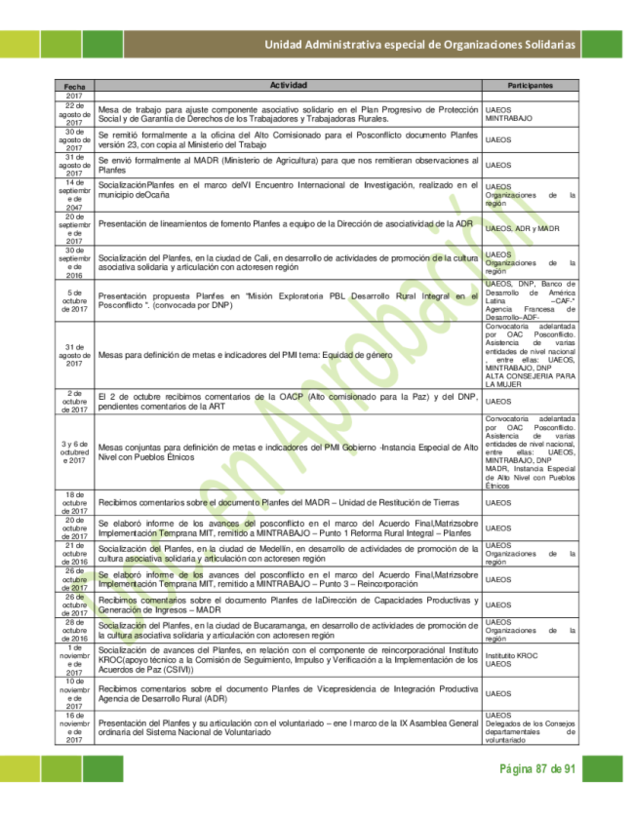 Unidad Administrativa especial de Organizaciones Solidarias
Fecha Actividad Participantes
2017
22 de
agosto de
2017
Mesa de trabajo para ajuste componente asociativo solidario en el Plan Progresivo de Protección
Social y de Garantía de Derechos de los Trabajadores y Trabajadoras Rurales.
UAEOS
MINTRABAJO
30 de
agosto de
2017
Se remitió formalmente a la oficina del Alto Comisionado para el Posconflicto documento Planfes
versión 23, con copia al Ministerio del Trabajo
UAEOS
31 de
agosto de
2017
Se envió formalmente al MADR (Ministerio de Agricultura) para que nos remitieran observaciones al
Planfes
UAEOS
14 de
septiembr
e de
2047
SocializaciónPlanfes en el marco delVI Encuentro Internacional de Investigación, realizado en el
municipio deOcaña
UAEOS
Organizaciones de la
región
20 de
septiembr
e de
2017
Presentación de lineamientos de fomento Planfes a equipo de la Dirección de asociatividad de la ADR
UAEOS, ADR y MADR
30 de
septiembr
e de
2016
Socialización del Planfes, en la ciudad de Cali, en desarrollo de actividades de promoción de la cultura
asociativa solidaria y articulación con actoresen región
UAEOS
Organizaciones de la
región
5 de
octubre
de 2017
Presentación propuesta Planfes en "Misión Exploratoria PBL Desarrollo Rural Integral en el
Posconflicto ". (convocada por DNP)
UAEOS, DNP, Banco de
Desarrollo de América
Latina –CAF-"
Agencia Francesa de
Desarrollo–ADF-
31 de
agosto de
2017
Mesas para definición de metas e indicadores del PMI tema: Equidad de género
Convocatoria adelantada
por OAC Posconflicto.
Asistencia de varias
entidades de nivel nacional
, entre ellas: UAEOS,
MINTRABAJO, DNP
ALTA CONSEJERIA PARA
LA MUJER
2 de
octubre
de 2017
El 2 de octubre recibimos comentarios de la OACP (Alto comisionado para la Paz) y del DNP,
pendientes comentarios de la ART
UAEOS
3 y 6 de
octubred
e 2017
Mesas conjuntas para definición de metas e indicadores del PMI Gobierno -Instancia Especial de Alto
Nivel con Pueblos Étnicos
Convocatoria adelantada
por OAC Posconflicto.
Asistencia de varias
entidades de nivel nacional,
entre ellas: UAEOS,
MINTRABAJO, DNP
MADR, Instancia Especial
de Alto Nivel con Pueblos
Étnicos
18 de
octubre
de 2017
Recibimos comentarios sobre el documento Planfes del MADR – Unidad de Restitución de Tierras
UAEOS
20 de
octubre
de 2017
Se elaboró informe de los avances del posconflicto en el marco del Acuerdo Final,Matrizsobre
Implementación Temprana MIT, remitido a MINTRABAJO – Punto 1 Reforma Rural Integral – Planfes
UAEOS
21 de
octubre
de 2016
Socialización del Planfes, en la ciudad de Medellín, en desarrollo de actividades de promoción de la
cultura asociativa solidaria y articulación con actoresen región
UAEOS
Organizaciones de la
región
26 de
octubre
de 2017
Se elaboró informe de los avances del posconflicto en el marco del Acuerdo Final,Matrizsobre
Implementación Temprana MIT, remitido a MINTRABAJO – Punto 3 – Reincorporación
UAEOS
26 de
octubre
de 2017
Recibimos comentarios sobre el documento Planfes de laDirección de Capacidades Productivas y
Generación de Ingresos – MADR
UAEOS
28 de
octubre
de 2016
Socialización del Planfes, en la ciudad de Bucaramanga, en desarrollo de actividades de promoción de
la cultura asociativa solidaria y articulación con actoresen región
UAEOS
Organizaciones de la
región
1 de
noviembr
e de
2017
Socialización de avances del Planfes, en relación con el componente de reincorporaciónal Instituto
KROC(apoyo técnico a la Comisión de Seguimiento, Impulso y Verificación a la Implementación de los
Acuerdos de Paz (CSIVI))
Institutito KROC
UAEOS
10 de
noviembr
e de
2017
Recibimos comentarios sobre el documento Planfes de Vicepresidencia de Integración Productiva
Agencia de Desarrollo Rural (ADR)
UAEOS
16 de
noviembr
e de
2017
Presentación del Planfes y su articulación con el voluntariado – ene l marco de la IX Asamblea General
ordinaria del Sistema Nacional de Voluntariado
UAEOS
Delegados de los Consejos
departamentales de
voluntariado
Doc. en Aprobación
Página 87 de 91